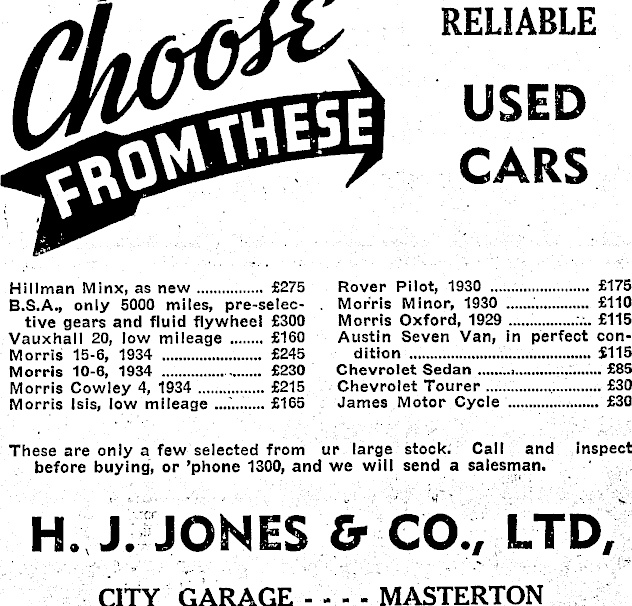 Choose
FROM THESE
RELIABLE
USED
CARS
Hillman Minx, as new ............... £275
B.S.A., only 5000 miles, pre-selec-
tive gears and fluid flywheel £300
Vauxhall 20, low mileage ........ £160
Morris 15-6, 1934 ....................... £245
Morris 10-6, 1934 ....................... £230
Morris Cowley 4, 1934 ............... £215
Morris Isis, low mileage ............ £165
Rover Pilot, 1930 ....................... £175
Morris Minor, 1930 ................... £110
Morris Oxford, 1929 ................... £115
Austin Seven Van, in perfect con-
dition .......................................... £115
Chevrolet Sedan ............................ £85
Chevrolet Tourer ......................... £30
James Motor Cycle ..................... £30
These are only a few selected from ur large stock. Call and inspect
before buying, or 'phone 1300, and we will send a salesman.
H. J. JONES & CO., LTD,
CITY GARAGE - - - - MASTERTON